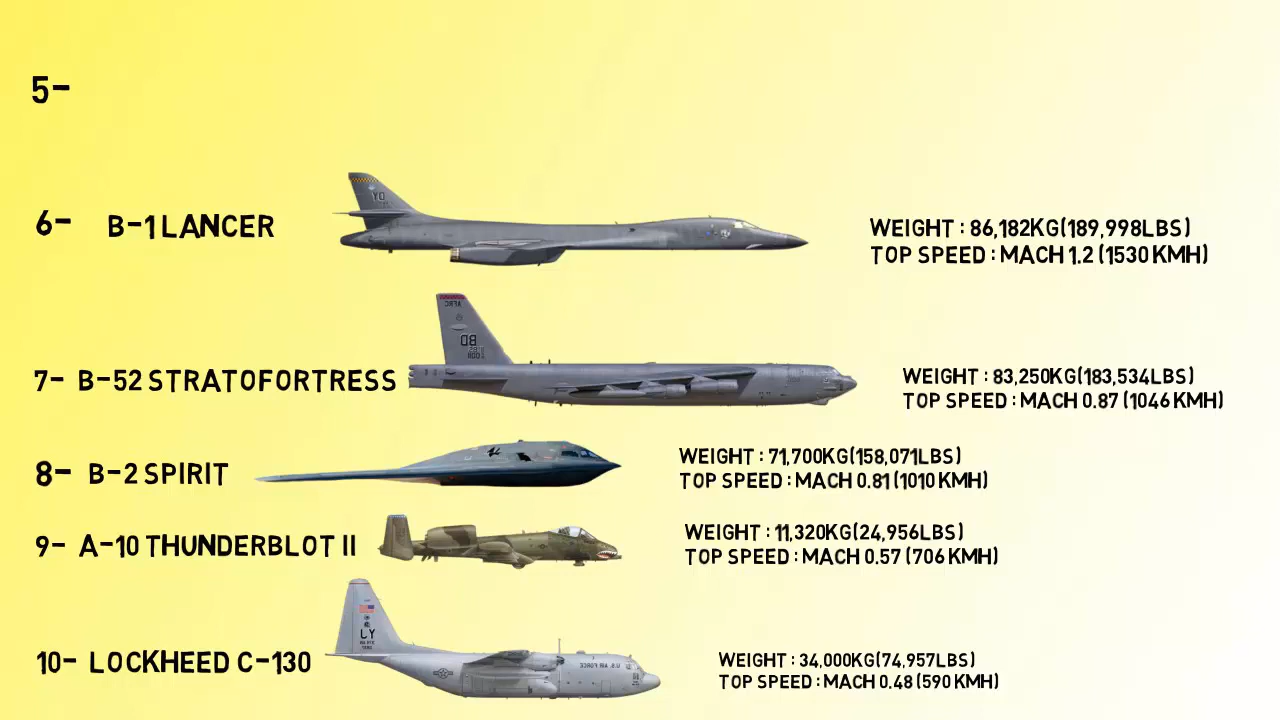 5-
6- B-1 LANCER
WEIGHT : 86,182KG(189,998LBS)
TOP SPEED : MACH 1.2 (1530 KMH)
7- B-52 STRATOFORTRESS
WEIGHT : 83,250KG(183,534LBS)
TOP SPEED : MACH 0.87 (1046 KMH)
8- B-2 SPIRIT
WEIGHT : 71,700KG(158,071LBS)
TOP SPEED : MACH 0.81 (1010 KMH)
9- A-10 THUNDERBLOT II
WEIGHT : 11,320KG(24,956LBS)
TOP SPEED : MACH 0.57 (706 KMH)
LY
10- LOCKHEED C-130
U.S. AIR FORCE
WEIGHT : 34,000KG(74,957LBS)
TOP SPEED : MACH 0.48 (590 KMH)